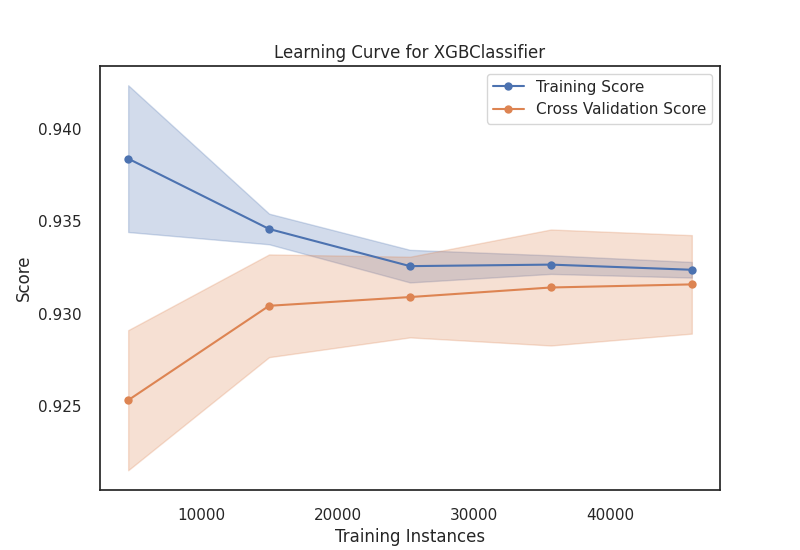 Learning Curve for XGBClassifier
Training Score
Cross Validation Score
0.940
0.935
0.930
0.925
Score
10000 20000 30000 40000
Training Instances